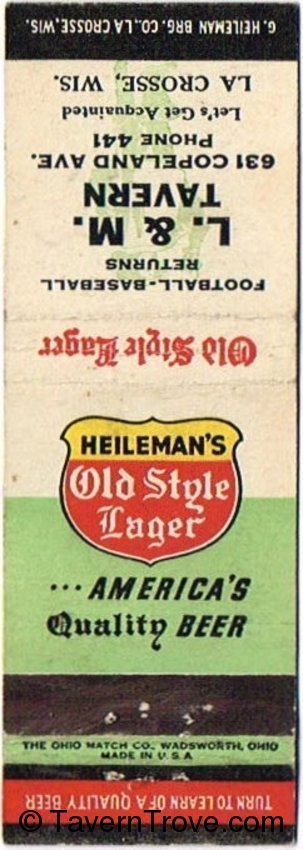 G. HEILEMAN BRG. CO., LA CROSSE, WIS.
FOOTBALL-BASEBALL
RETURNS
L. & M.
TAVERN
631 COPELAND AVE.
PHONE 441
Let's Get Acquainted
LA CROSSE, WIS.
Old Style Lager
HEILEMAN'S
Old Style
Lager
...AMERICA'S
Quality BEER
THE OHIO MATCH CO., WADSWORTH, OHIO
MADE IN U.S.A
TURN TO LEARN OF A QUALITY BEER
© TavernTrove.com